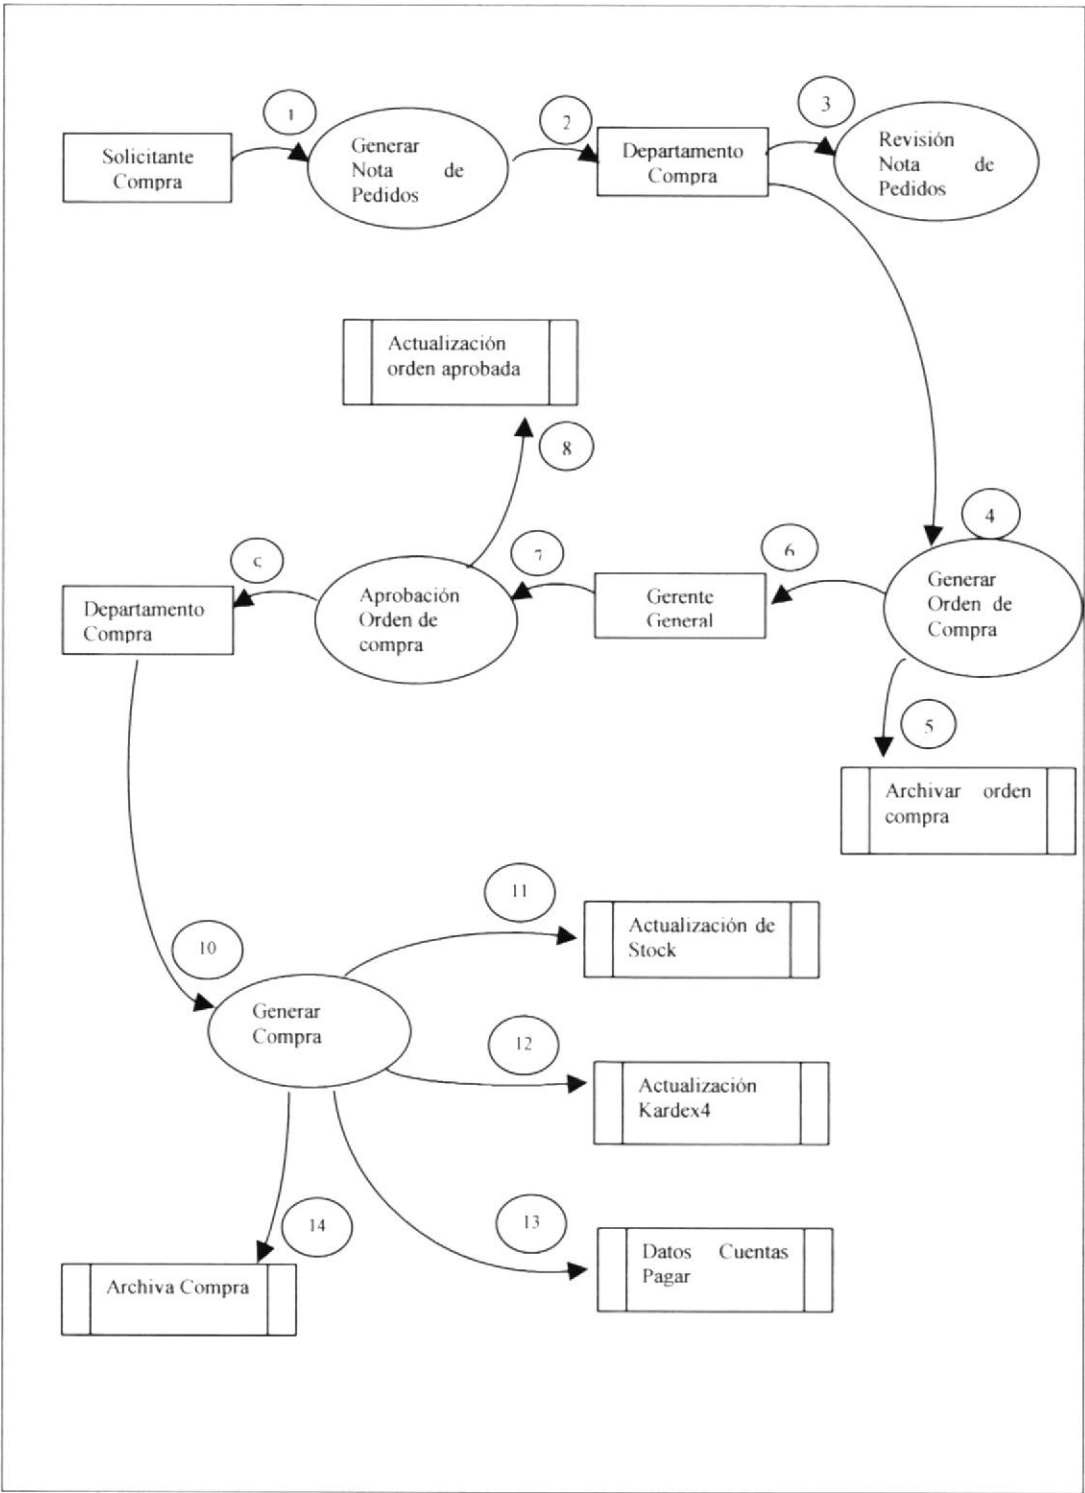 1
2
3
Solicitante
Compra
Generar
Nota de
Pedidos
Departamento
Compra
Revisión
Nota de
Pedidos
Actualización
orden aprobada
8
4
7
6
Departamento
Compra
Aprobación
Orden de
compra
Gerente
General
Generar
Orden de
Compra
5
Archivar orden
compra
11
Actualización de
Stock
10
Generar
Compra
12
Actualización
Kardex4
13
14
Datos Cuentas
Pagar
Archiva Compra